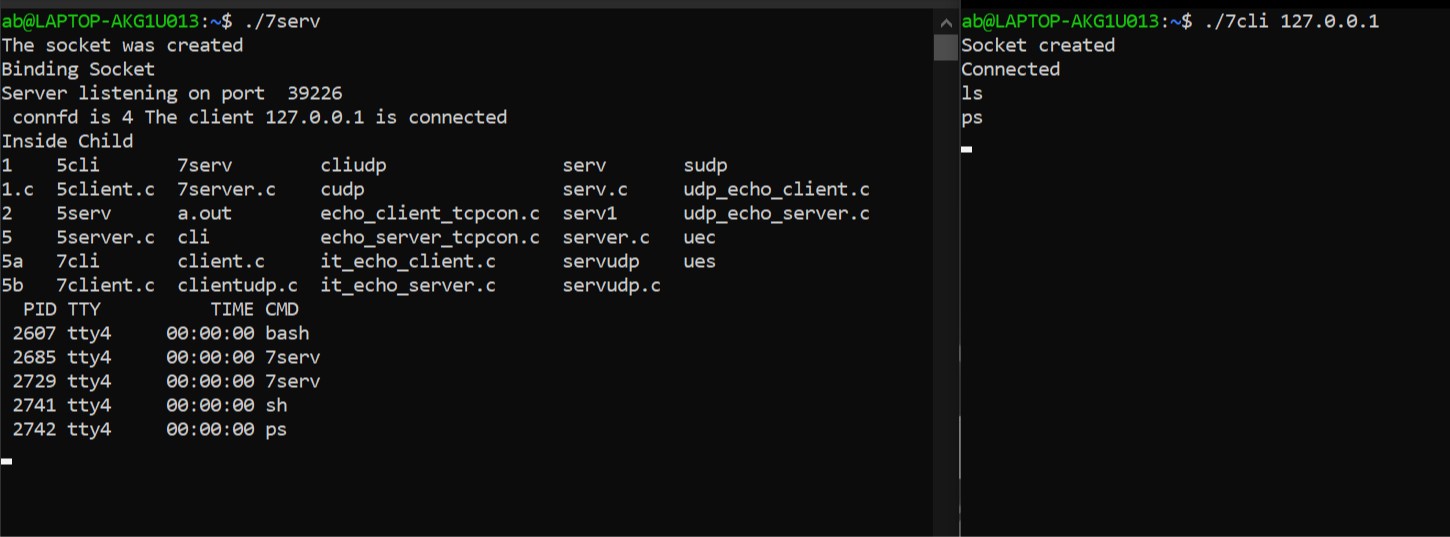 ab@LAPTOP-AKG1U013:~$ ./7serv
The socket was created
Binding Socket
Server listening on port  39226
 connfd is 4 The client 127.0.0.1 is connected
Inside Child
1    5cli      7serv        cliudp                serv      sudp
1.c  5client.c  7server.c    cudp                  serv.c    udp_echo_client.c
2    5serv     a.out        echo_client_tcpcon.c  serv1     udp_echo_server.c
5    5server.c  cli          echo_server_tcpcon.c  server.c  uec
5a   7cli      client.c     it_echo_client.c      servudp   ues
5b   7client.c  clientudp.c  it_echo_server.c      servudp.c
  PID TTY          TIME CMD
 2607 tty4     00:00:00 bash
 2685 tty4     00:00:00 7serv
 2729 tty4     00:00:00 7serv
 2741 tty4     00:00:00 sh
 2742 tty4     00:00:00 ps
ab@LAPTOP-AKG1U013:~$ ./7cli 127.0.0.1
Socket created
Connected
ls
ps